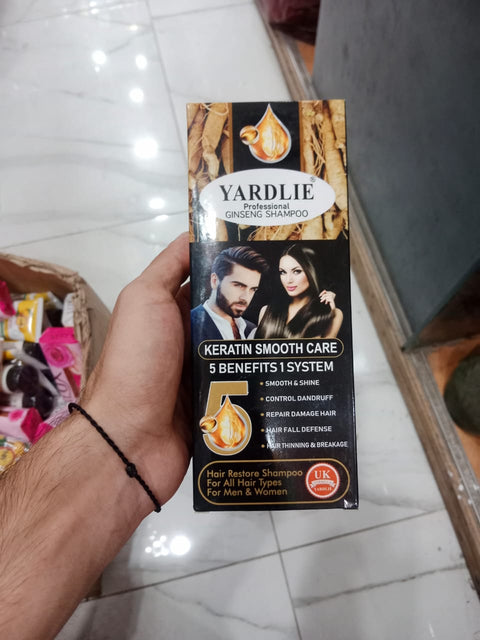 YARDLIE®
Professional
GINSENG SHAMPOO
KERATIN SMOOTH CARE
5 BENEFITS 1 SYSTEM
5
• SMOOTH & SHINE
• CONTROL DANDRUFF
• REPAIR DAMAGE HAIR
• HAIR FALL DEFENSE
• HAIR THINNING & BREAKAGE
Hair Restore Shampoo
For All Hair Types
For Men & Women
UK
YARDLIE